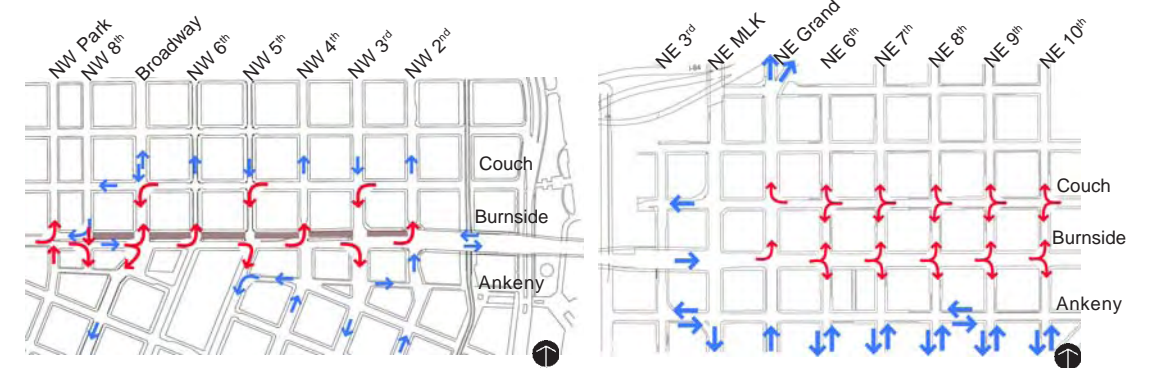 NW Park
NW 8th
Broadway
NW 6th
NW 5th
NW 4th
NW 3rd
NW 2nd
Couch
Burnside
Ankeny
NE 3rd
NE MLK
NE Grand
NE 6th
NE 7th
NE 8th
NE 9th
NE 10th
I-84
Couch
Burnside
Ankeny